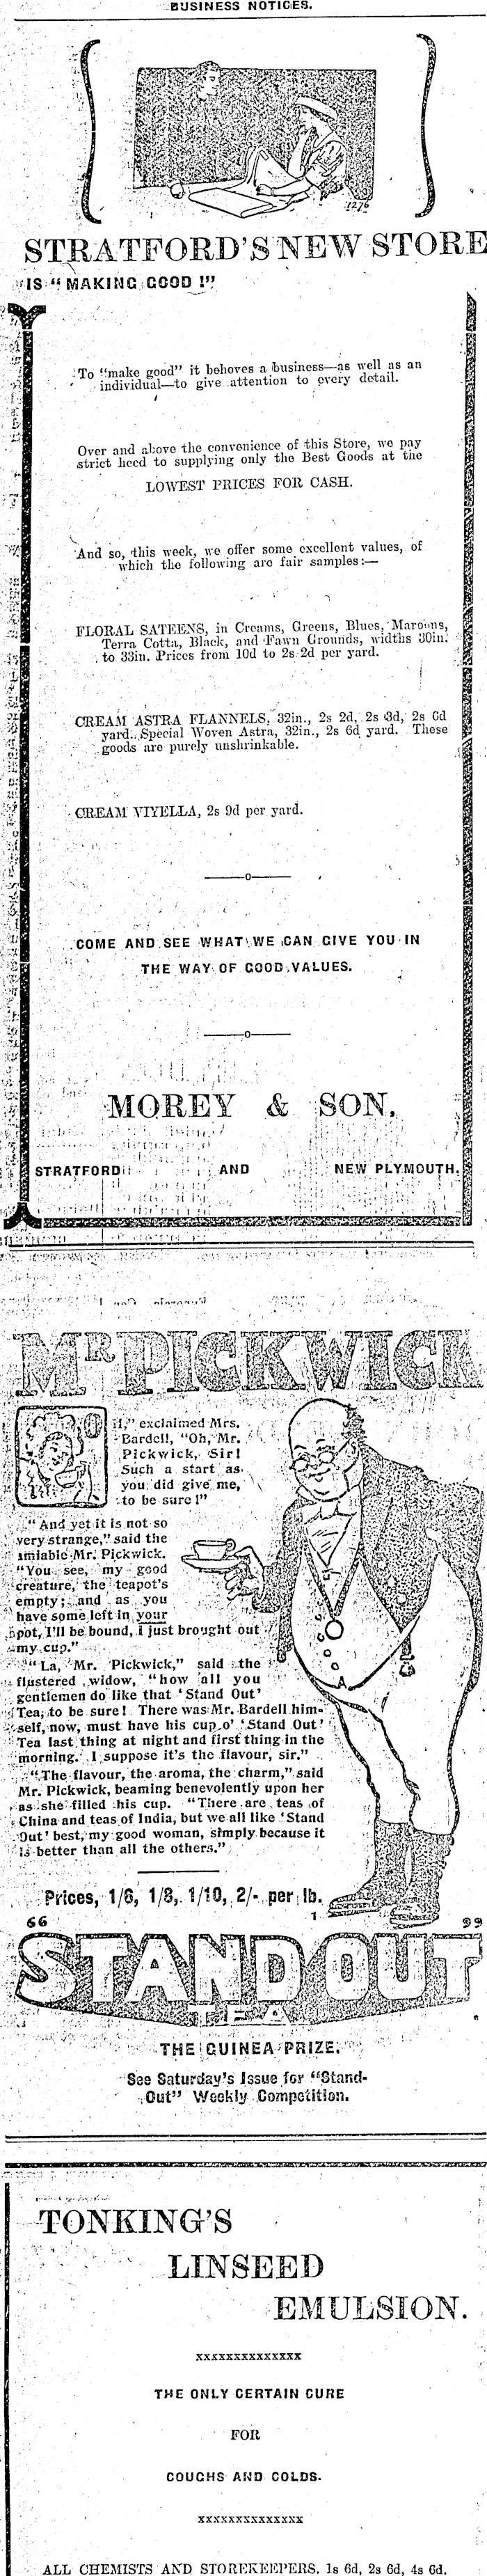 BUSINESS NOTICES.
1276
STRATFORD'S NEW STORE
IS "MAKING GOOD!"
To "make good" it behoves a business—as well as an
individual—to give attention to every detail.
Over and above the convenience of this Store, we pay
strict heed to supplying only the Best Goods at the
LOWEST PRICES FOR CASH.
And so, this week, we offer some excellent values, of
which the following are fair samples:—
FLORAL SATEENS, in Creams, Greens, Blues, Maroons,
Terra Cotta, Black, and Fawn Grounds, widths 30in.
to 33in. Prices from 10d to 2s 2d per yard.
CREAM ASTRA FLANNELS, 32in., 2s 2d, 2s 3d, 2s 6d
yard. Special Woven Astra, 32in., 2s 6d yard. These
goods are purely unshrinkable.
CREAM VIYELLA, 2s 9d per yard.
——o——
COME AND SEE WHAT WE CAN GIVE YOU IN
THE WAY OF GOOD VALUES.
——o——
MOREY & SON,
STRATFORD AND NEW PLYMOUTH.
MR PICKWICK
O
h," exclaimed Mrs.
Bardell, "Oh, Mr.
Pickwick, Sir!
Such a start as
you did give me,
to be sure!"
"And yet it is not so
very strange," said the
amiable Mr. Pickwick.
"You see, my good
creature, the teapot's
empty; and as you
have some left in your
pot, I'll be bound, I just brought out
my cup."
"La, Mr. Pickwick," said the
flustered widow, "how all you
gentlemen do like that 'Stand Out'
Tea, to be sure! There was Mr. Bardell him-
self, now, must have his cup o' 'Stand Out'
Tea last thing at night and first thing in the
morning. I suppose it's the flavour, sir."
"The flavour, the aroma, the charm," said
Mr. Pickwick, beaming benevolently upon her
as she filled his cup. "There are teas of
China and teas of India, but we all like 'Stand
Out' best, my good woman, simply because it
is better than all the others."
Prices, 1/6, 1/8, 1/10, 2/- per lb.
1
"STAND OUT"
TEA
THE GUINEA PRIZE.
See Saturday's Issue for "Stand-
Out" Weekly Competition.
TONKING'S
LINSEED
EMULSION.
xxxxxxxxxxxxxx
THE ONLY CERTAIN CURE
FOR
COUGHS AND COLDS.
xxxxxxxxxxxxxx
ALL CHEMISTS AND STOREKEEPERS. 1s 6d, 2s 6d, 4s 6d.